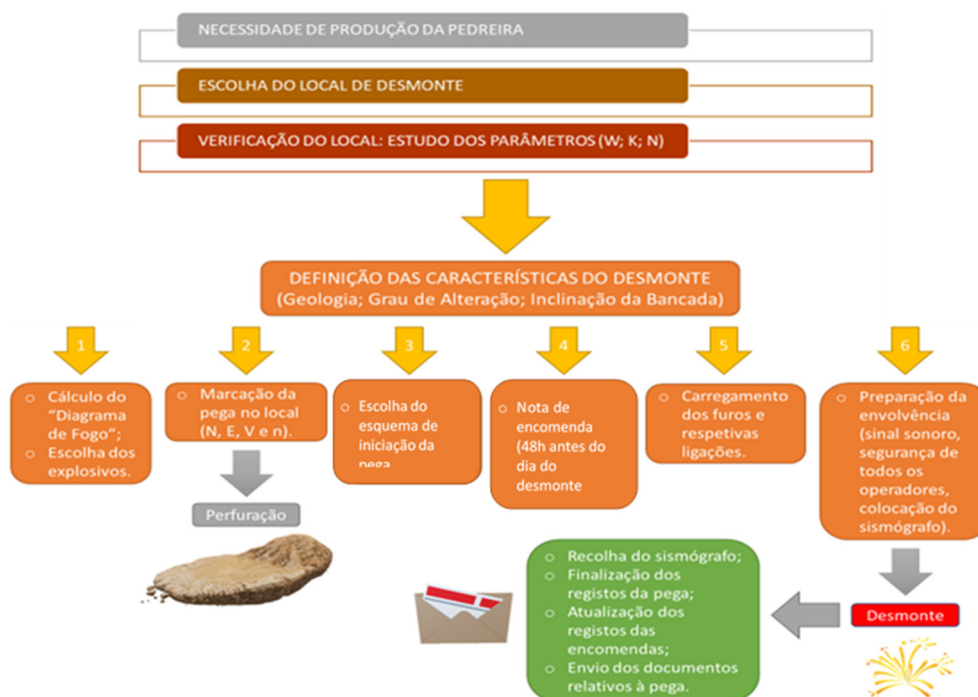 NECESSIDADE DE PRODUÇÃO DA PEDREIRA
ESCOLHA DO LOCAL DE DESMONTE
VERIFICAÇÃO DO LOCAL: ESTUDO DOS PARÂMETROS (W; K; N)
DEFINIÇÃO DAS CARACTERÍSTICAS DO DESMONTE
(Geologia; Grau de Alteração; Inclinação da Bancada)
1
○ Cálculo do
"Diagrama
de Fogo";
○ Escolha dos
explosivos.
2
○ Marcação da
pega no local
(N, E, V e n).
Perfuração
3
○ Escolha do
esquema de
iniciação da
pega
4
○ Nota de
encomenda
(48h antes do
dia do
desmonte
5
○ Carregamento
dos furos e
respetivas
ligações.
6
○ Preparação da
envolvência
(sinal sonoro,
segurança de
todos os
operadores,
colocação do
sismógrafo).
Desmonte
○ Recolha do sismógrafo;
○ Finalização dos
registos da pega;
○ Atualização dos
registos das
encomendas;
○ Envio dos documentos
relativos à pega.